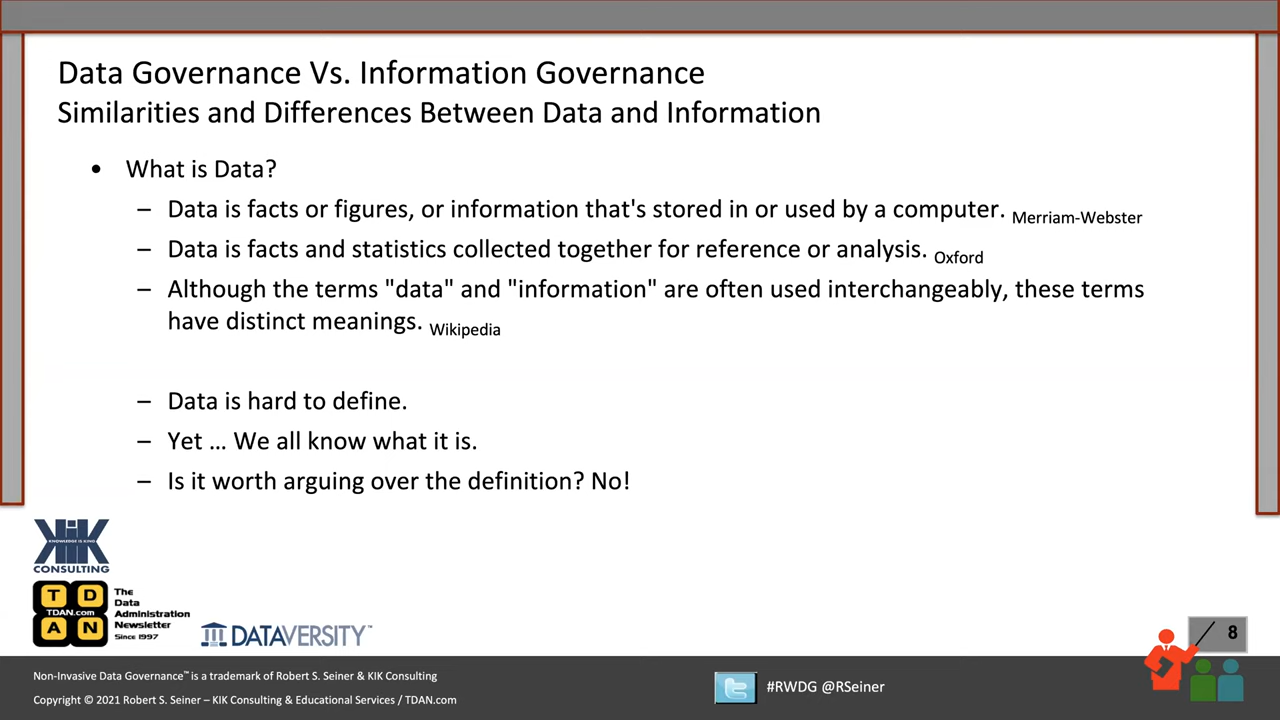 Data Governance Vs. Information Governance
Similarities and Differences Between Data and Information
• What is Data?
– Data is facts or figures, or information that's stored in or used by a computer. Merriam-Webster
– Data is facts and statistics collected together for reference or analysis. Oxford
– Although the terms "data" and "information" are often used interchangeably, these terms
have distinct meanings. Wikipedia
– Data is hard to define.
– Yet … We all know what it is.
– Is it worth arguing over the definition? No!
KIK
KNOWLEDGE IS KING
CONSULTING
T D
TDAN.com
A N
The
Data
Administration
Newsletter
Since 1997
DATAVERSITY™
8
Non-Invasive Data Governance™ is a trademark of Robert S. Seiner & KIK Consulting
Copyright © 2021 Robert S. Seiner – KIK Consulting & Educational Services / TDAN.com
#RWDG @RSeiner